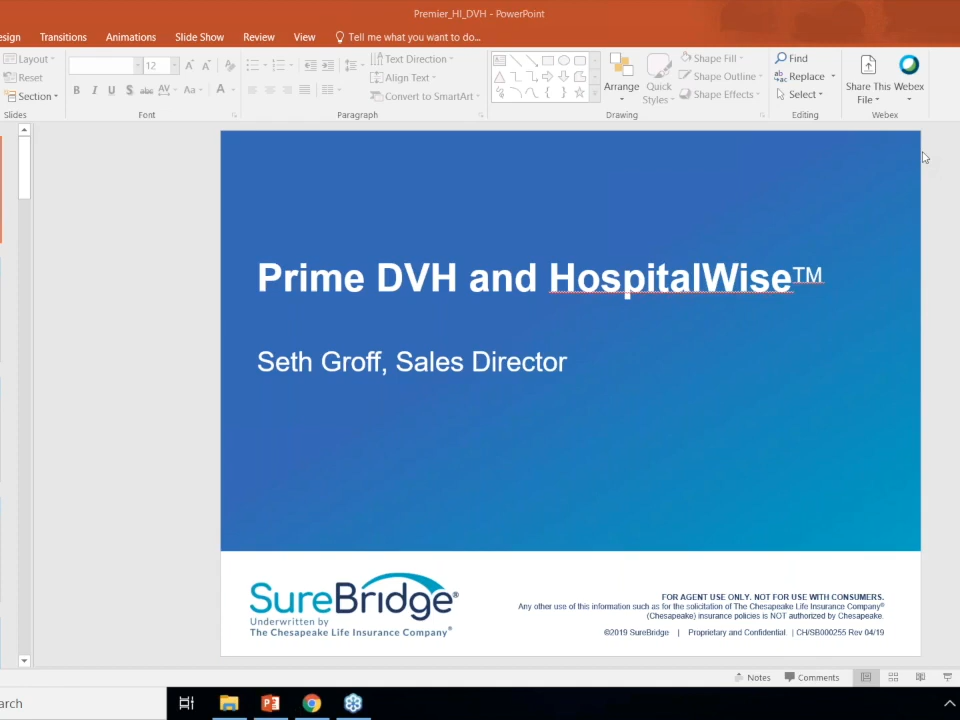 Premier_HI_DVH - PowerPoint
esign Transitions Animations Slide Show Review View Tell me what you want to do...
Layout
Reset
Section
Slides
12
B I U S abc AV Aa A
Font
Text Direction
Align Text
Convert to SmartArt
Paragraph
Arrange
Quick
Styles
Shape Fill
Shape Outline
Shape Effects
Drawing
Find
Replace
Select
Editing
Share This
File
Webex
Webex
Prime DVH and HospitalWise™
Seth Groff, Sales Director
SureBridge®
Underwritten by
The Chesapeake Life Insurance Company®
FOR AGENT USE ONLY. NOT FOR USE WITH CONSUMERS.
Any other use of this information such as for the solicitation of The Chesapeake Life Insurance Company®
(Chesapeake) insurance policies is NOT authorized by Chesapeake.
©2019 SureBridge | Proprietary and Confidential. | CH/SB000255 Rev 04/19
Notes Comments
arch